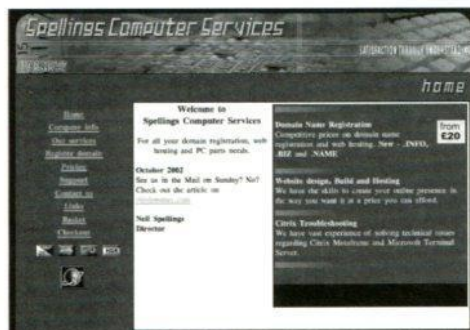 Spellings Computer Services
SATISFACTION THROUGH
home
Home
Computer info
Our services
Register domain
Pricing
Support
Contact us
Links
Basket
Checkout
Welcome to
Spellings Computer Services
For all your domain registration, web
hosting and PC parts needs.
October 2002
See us in the Mail on Sunday? No?
Check out the article on
Neil Spellings
Director
Domain Name Registration
Competitive prices on domain name
registration and web hosting. Now - .INFO,
.BIZ and .NAME
from
£20
Website design, Build and Hosting
We have the skills to create your online presence in
the way you want it at a price you can afford.
Citrix Troubleshooting
We have vast experience of solving technical issues
regarding Citrix Metaframe and Microsoft Terminal
Server.